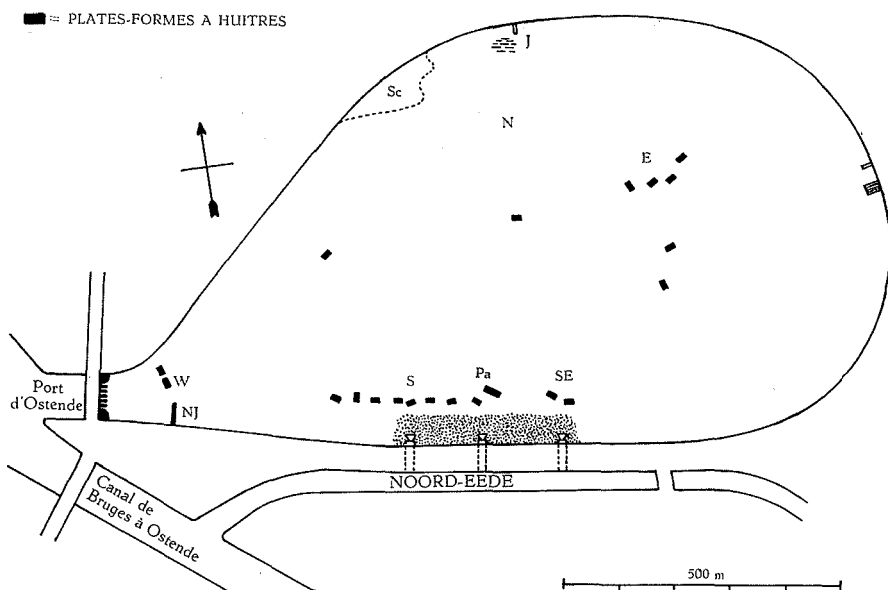 = PLATES-FORMES A HUITRES
J
Sc
N
E
W
NJ
S
Pa
SE
Port
d'Ostende
NOORD-EEDE
Canal de
Bruges à Ostende
500 m